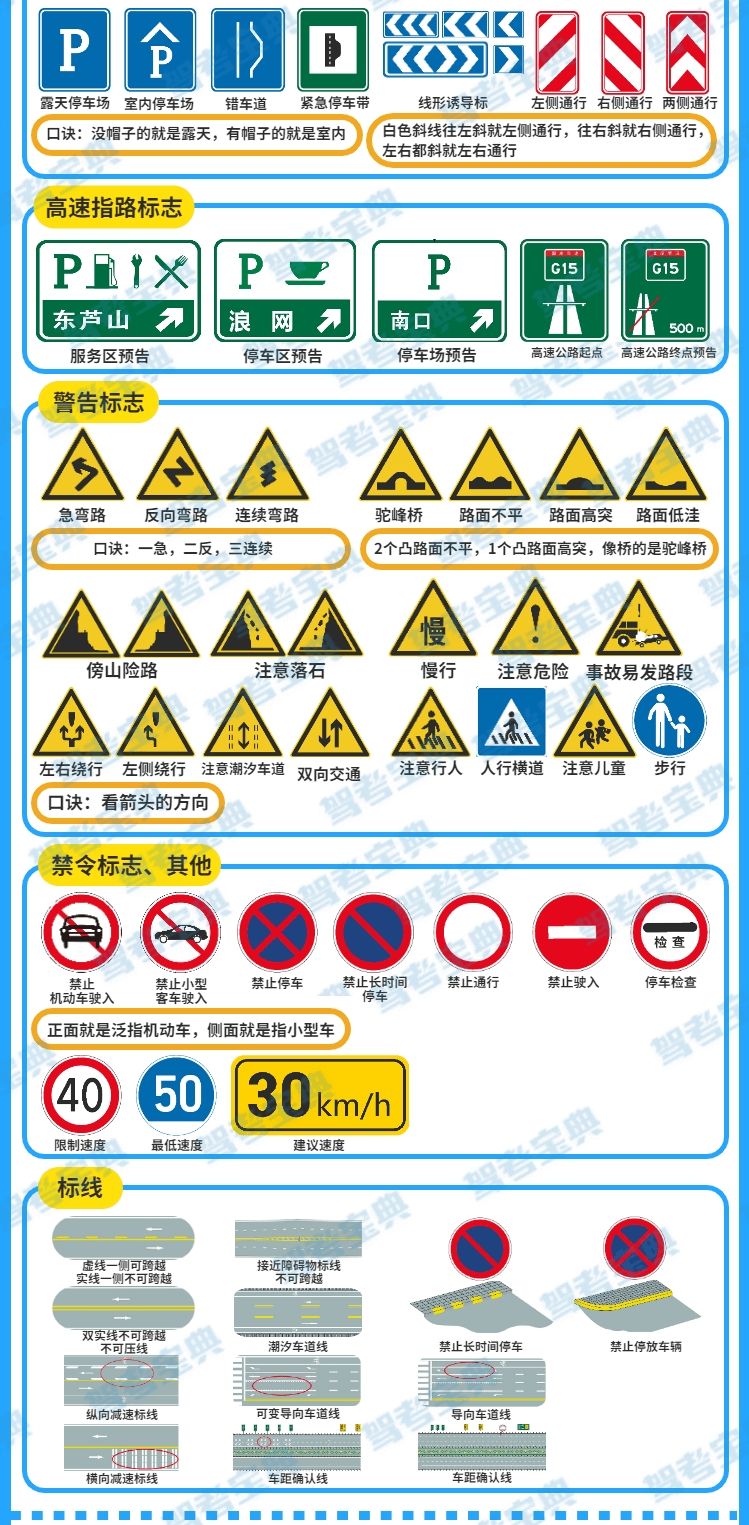 P
P
露天停车场 室内停车场 错车道 紧急停车带 线形诱导标 左侧通行 右侧通行 两侧通行
口诀：没帽子的就是露天，有帽子的就是室内
白色斜线往左斜就左侧通行，往右斜就右侧通行，
左右都斜就左右通行
高速指路标志
P
东芦山
P
浪 网
P
南口
G15
G15
500 m
服务区预告 停车区预告 停车场预告 高速公路起点 高速公路终点预告
警告标志
急弯路 反向弯路 连续弯路 驼峰桥 路面不平 路面高突 路面低洼
口诀：一急，二反，三连续
2个凸路面不平，1个凸路面高突，像桥的是驼峰桥
慢
!
!
傍山险路 注意落石 慢行 注意危险 事故易发路段
左右绕行 左侧绕行 注意潮汐车道 双向交通 注意行人 人行横道 注意儿童 步行
口诀：看箭头的方向
禁令标志、其他
检 查
禁止
机动车驶入
禁止小型
客车驶入
禁止停车
禁止长时间
停车
禁止通行
禁止驶入
停车检查
正面就是泛指机动车，侧面就是指小型车
40
50
30 km/h
限制速度 最低速度 建议速度
标线
虚线一侧可跨越
实线一侧不可跨越
接近障碍物标线
不可跨越
双实线不可跨越
不可压线
潮汐车道线
禁止长时间停车
禁止停放车辆
纵向减速标线
可变导向车道线
导向车道线
横向减速标线
车距确认线
车距确认线
驾考宝典